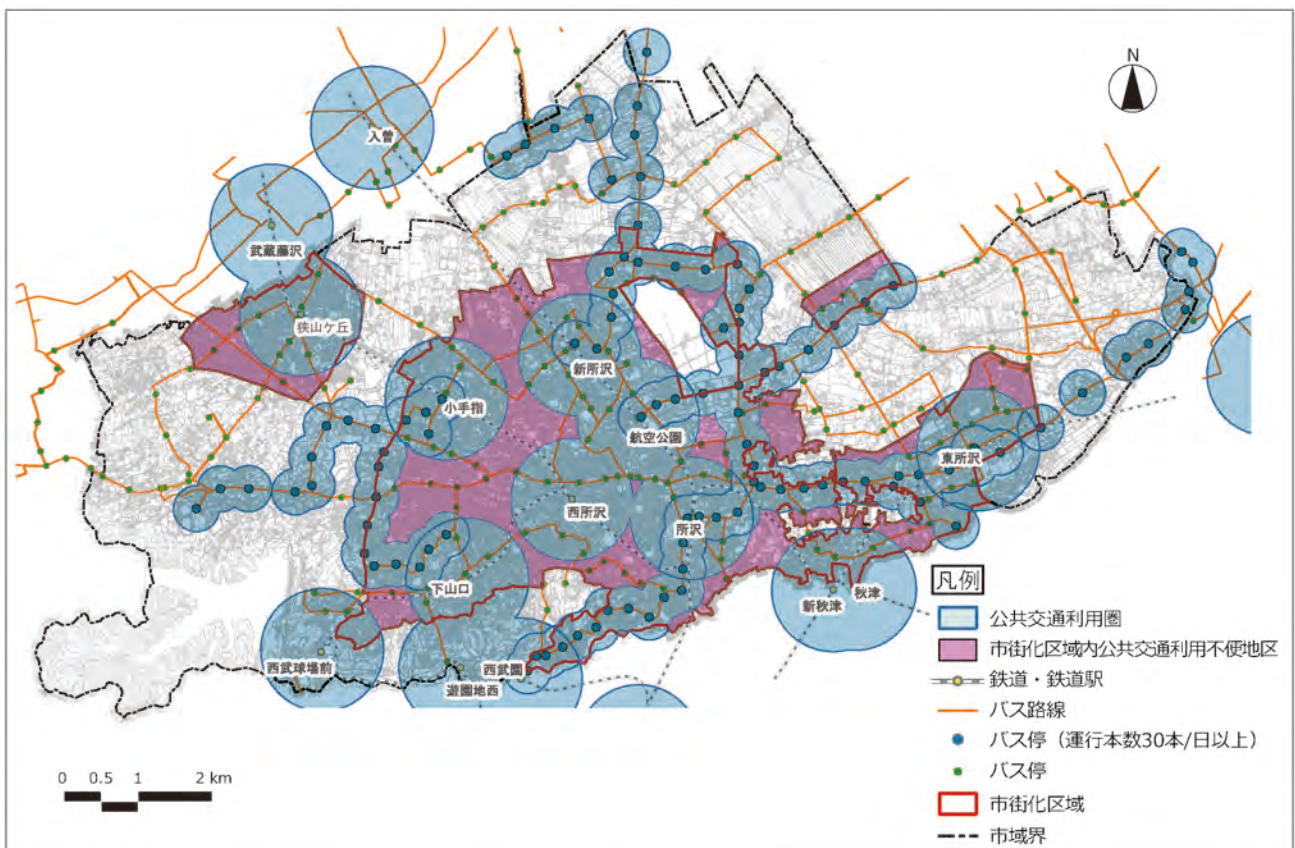 N
入曽
武蔵藤沢
狭山ケ丘
新所沢
小手指
航空公園
東所沢
西所沢
所沢
下山口
新秋津
秋津
西武球場前
西武園
遊園地西
凡例
公共交通利用圏
市街化区域内公共交通利用不便地区
鉄道・鉄道駅
バス路線
バス停（運行本数30本/日以上）
バス停
市街化区域
市域界
0 0.5 1 2 km